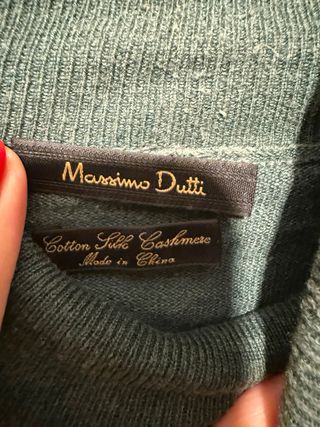 Massimo Dutti
Cotton Silk Cashmere
Made in China